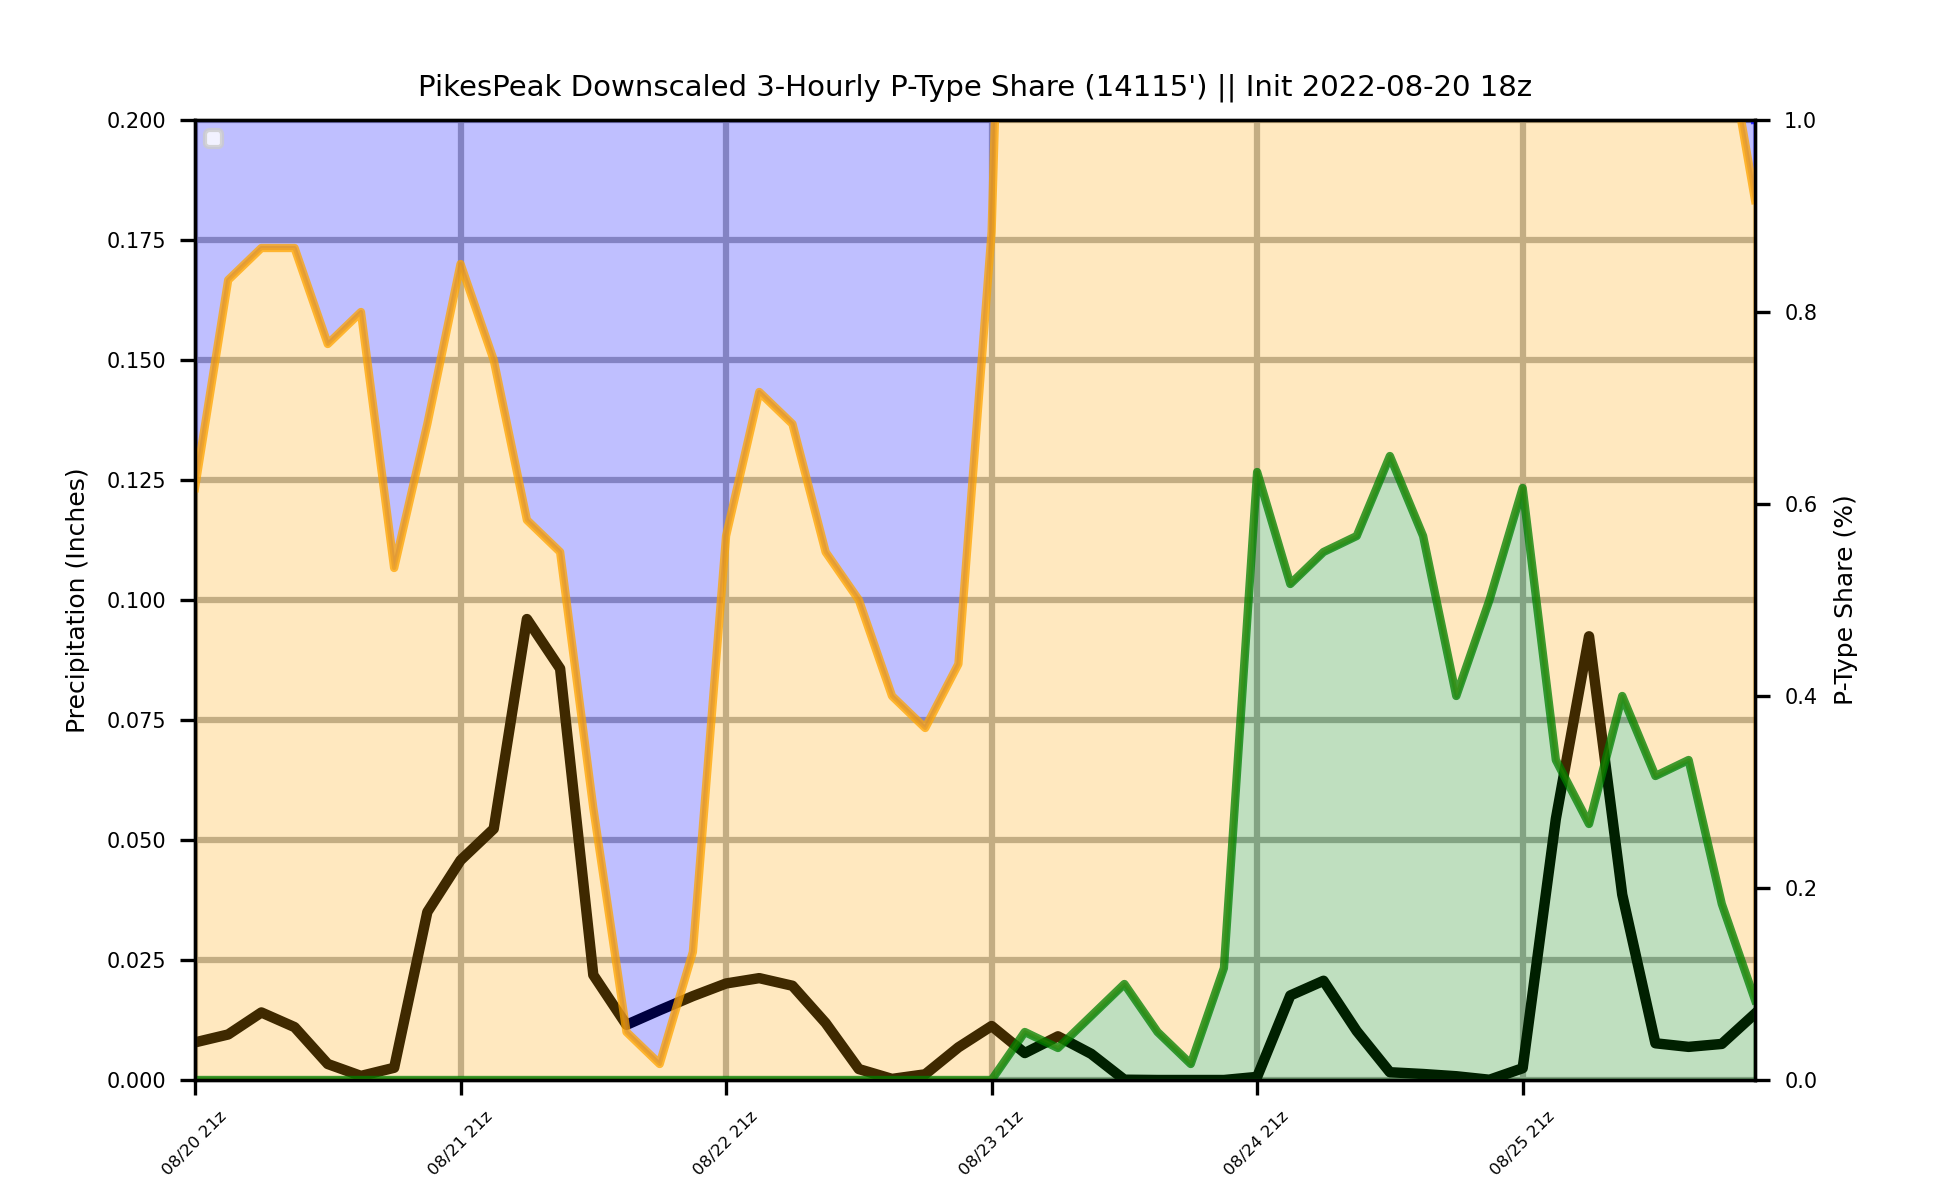 PikesPeak Downscaled 3-Hourly P-Type Share (14115') || Init 2022-08-20 18z
0.200
0.175
0.150
0.125
0.100
0.075
0.050
0.025
0.000
Precipitation (Inches)
1.0
0.8
0.6
0.4
0.2
0.0
P-Type Share (%)
08/20 21z
08/21 21z
08/22 21z
08/23 21z
08/24 21z
08/25 21z